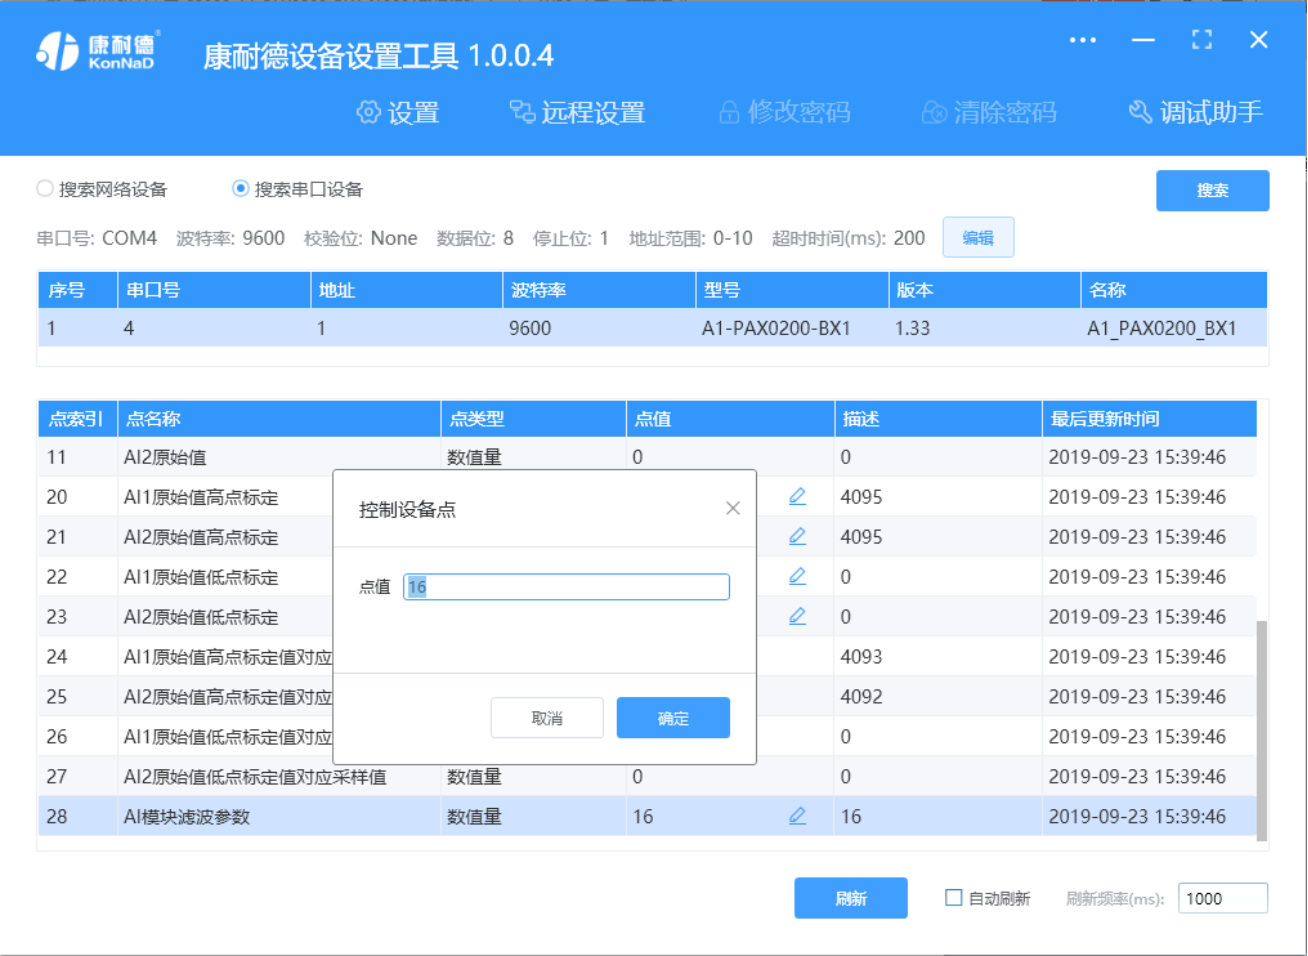 康耐德®
KonNaD
康耐德设备设置工具 1.0.0.4
设置 远程设置 修改密码 清除密码 调试助手
搜索网络设备 搜索串口设备 搜索
串口号: COM4 波特率: 9600 校验位: None 数据位: 8 停止位: 1 地址范围: 0-10 超时时间(ms): 200 编辑
序号 串口号 地址 波特率 型号 版本 名称
1 4 1 9600 A1-PAX0200-BX1 1.33 A1_PAX0200_BX1
点索引 点名称 点类型 点值 描述 最后更新时间
11 AI2原始值 数值量 0 0 2019-09-23 15:39:46
20 AI1原始值高点标定 4095 2019-09-23 15:39:46
21 AI2原始值高点标定 4095 2019-09-23 15:39:46
22 AI1原始值低点标定 0 2019-09-23 15:39:46
23 AI2原始值低点标定 0 2019-09-23 15:39:46
24 AI1原始值高点标定值对应 4093 2019-09-23 15:39:46
25 AI2原始值高点标定值对应 4092 2019-09-23 15:39:46
26 AI1原始值低点标定值对应 0 2019-09-23 15:39:46
27 AI2原始值低点标定值对应采样值 数值量 0 0 2019-09-23 15:39:46
28 AI模块滤波参数 数值量 16 16 2019-09-23 15:39:46
控制设备点
点值 16
取消 确定
刷新 自动刷新 刷新频率(ms): 1000